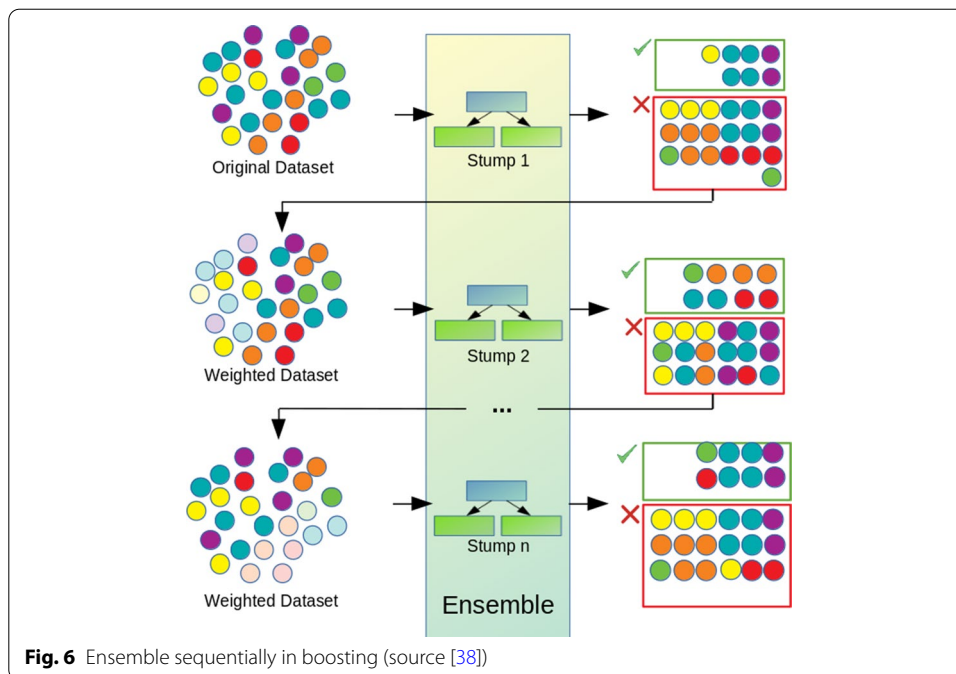 Original Dataset
Stump 1
Weighted Dataset
Stump 2
...
Weighted Dataset
Stump n
Ensemble
Fig. 6 Ensemble sequentially in boosting (source [38])